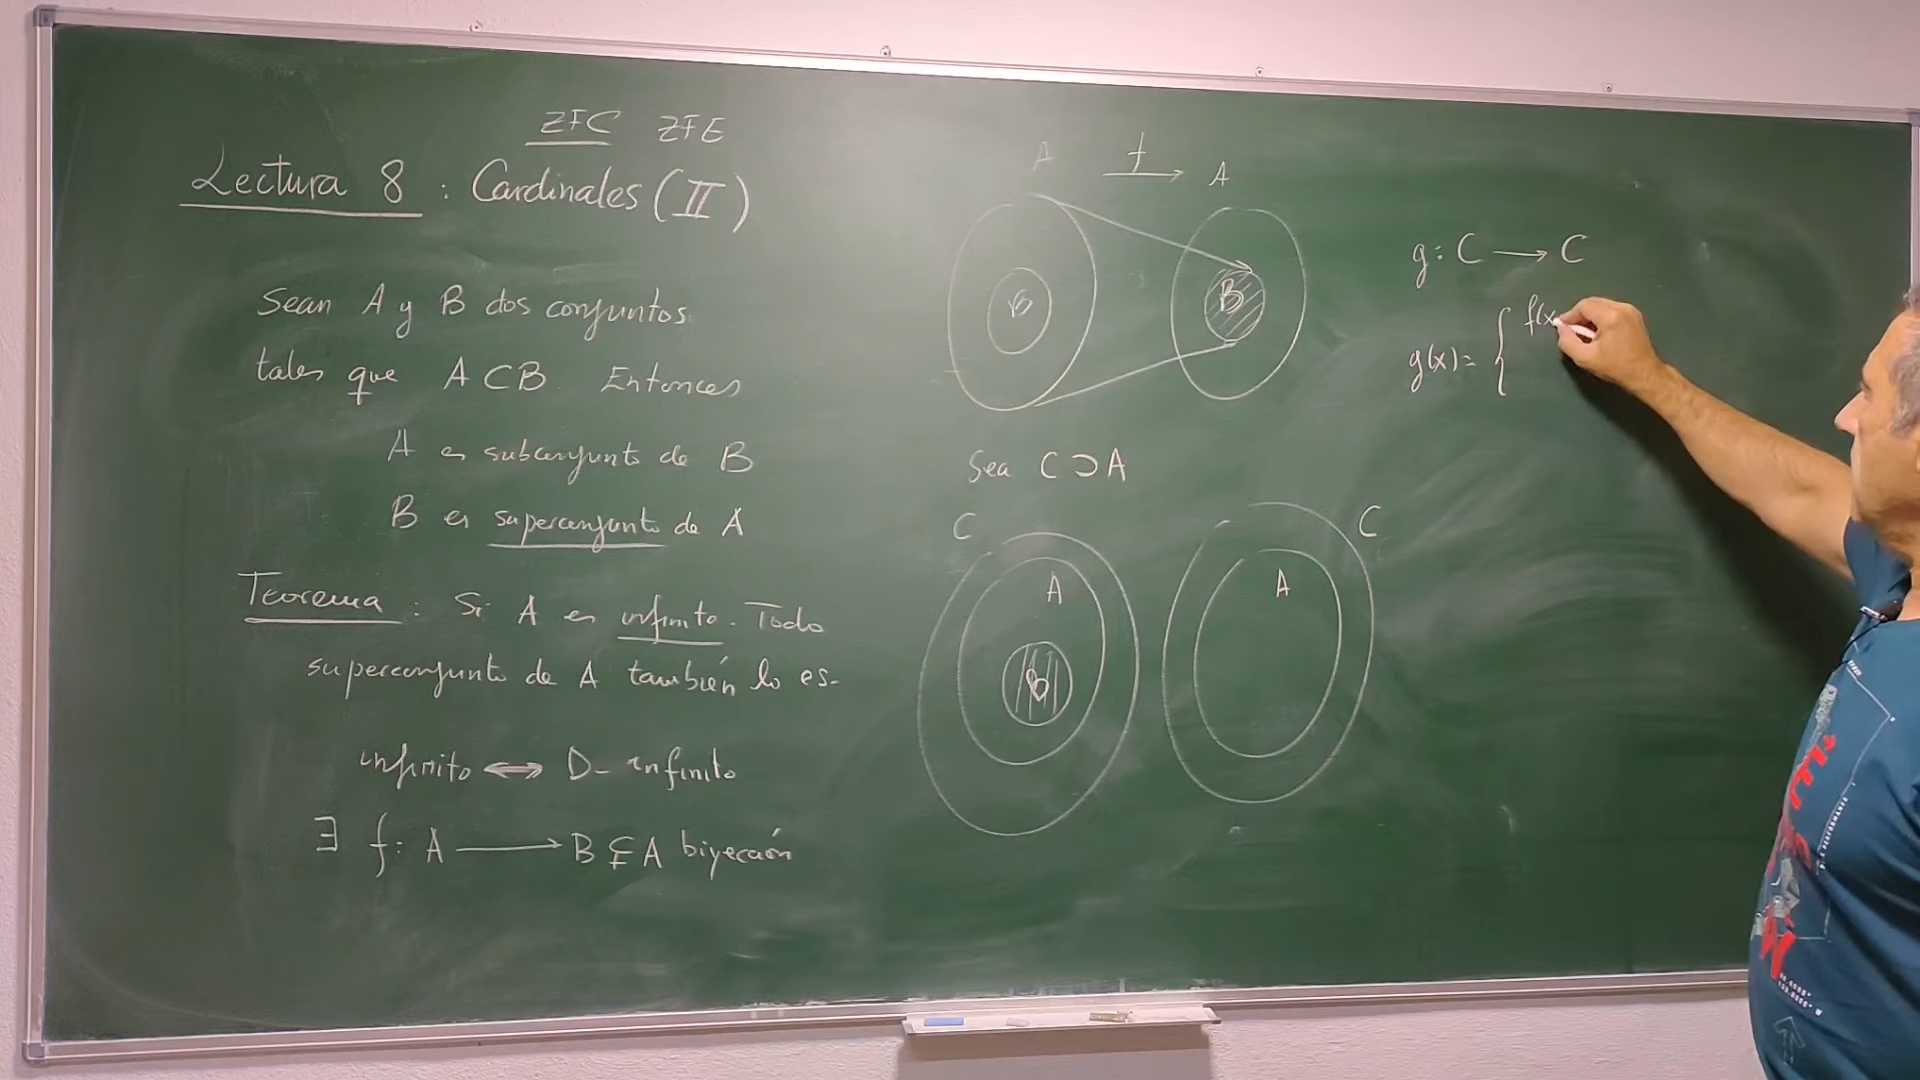 ZFC ZFE
Lectura 8 : Cardinales (II)
Sean A y B dos conjuntos
tales que A ⊂ B. Entonces
A es subconjunto de B
B es superconjunto de A
Teorema : Si A es infinito. Todo
superconjunto de A también lo es.
infinito ⟺ D-infinito
∃ f: A ⟶ B ⊊ A biyección
A f ⟶ A
B B
Sea C ⊃ A
C A B
A C
g: C ⟶ C
g(x) = { f(x